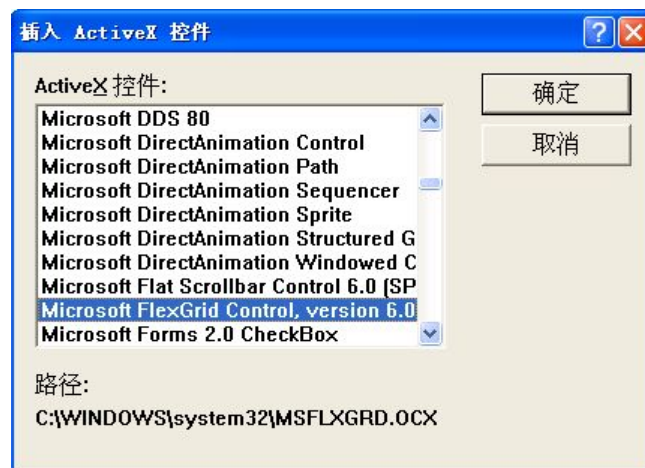 插入 ActiveX 控件
ActiveX 控件:
确定
Microsoft DDS 80
取消
Microsoft DirectAnimation Control
Microsoft DirectAnimation Path
Microsoft DirectAnimation Sequencer
Microsoft DirectAnimation Sprite
Microsoft DirectAnimation Structured G
Microsoft DirectAnimation Windowed C
Microsoft Flat Scrollbar Control 6.0 (SP
Microsoft FlexGrid Control, version 6.0
Microsoft Forms 2.0 CheckBox
路径:
C:\WINDOWS\system32\MSFLXGRD.OCX